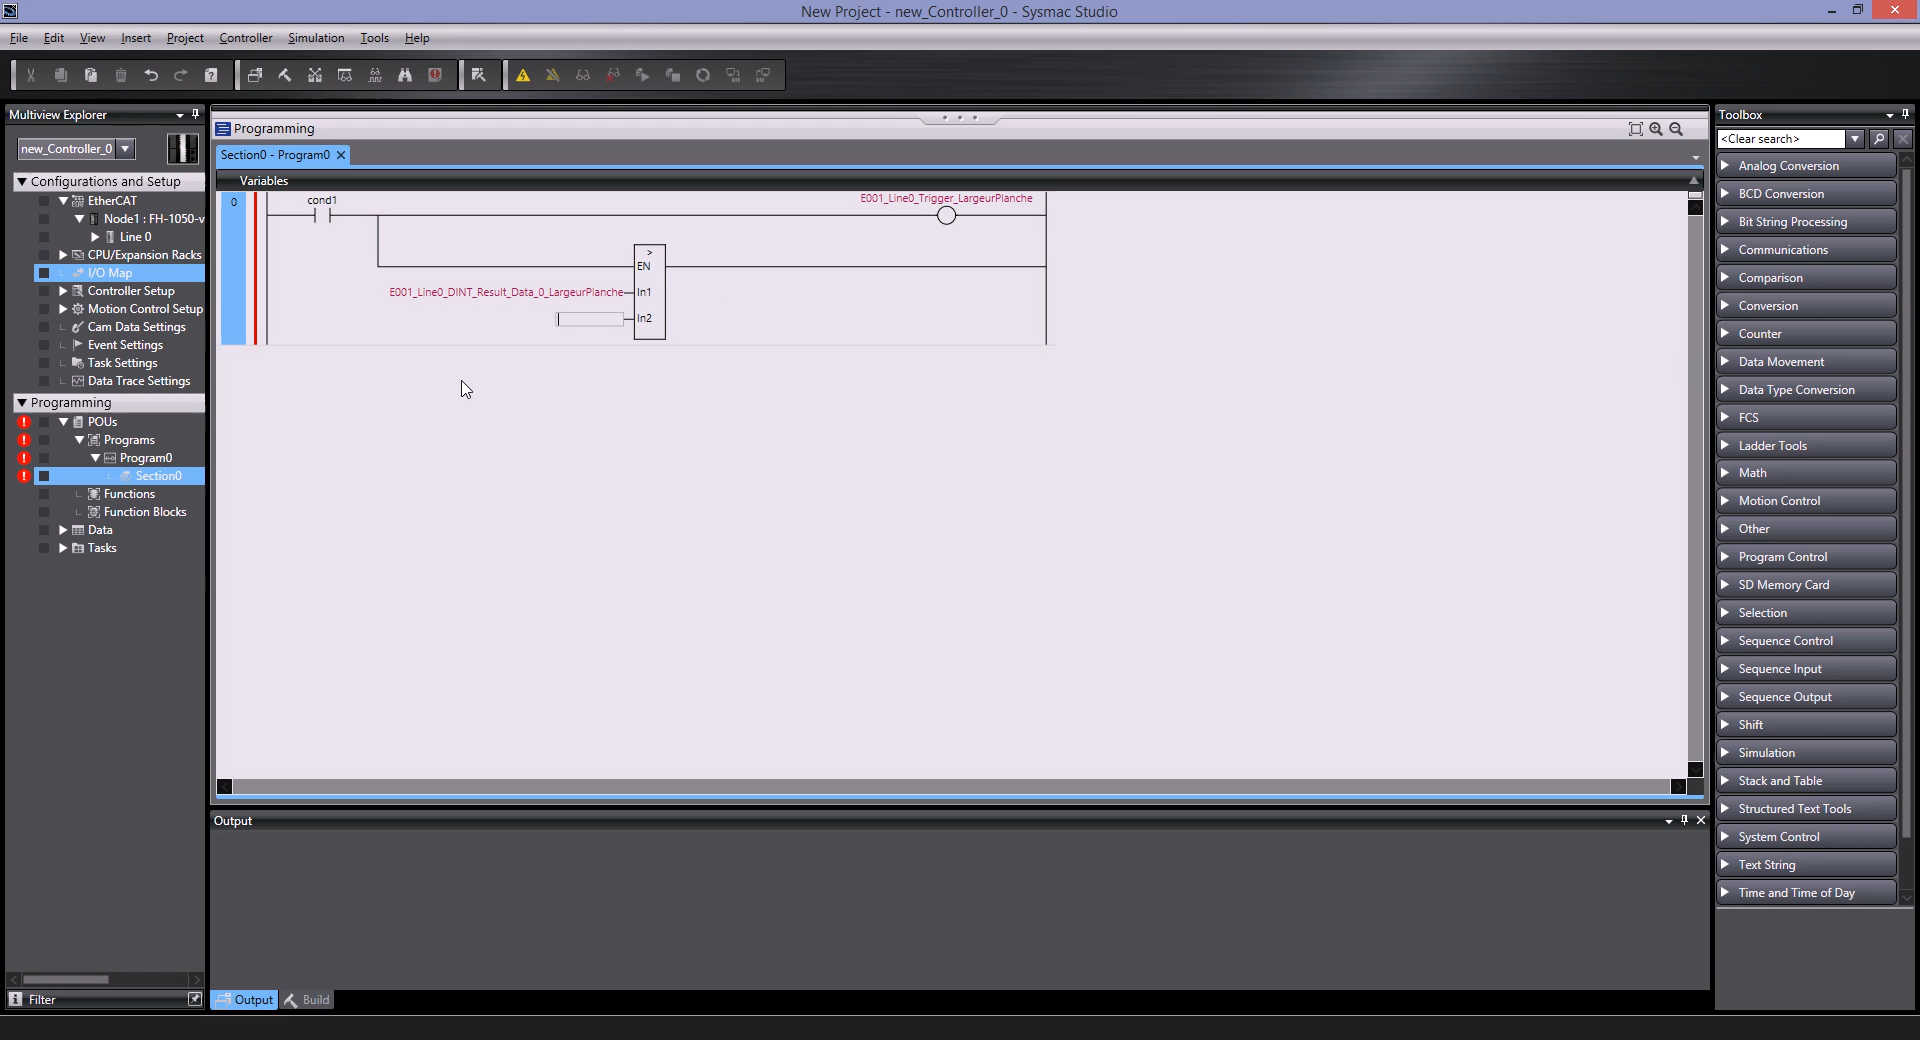 New Project - new_Controller_0 - Sysmac Studio
File Edit View Insert Project Controller Simulation Tools Help
Multiview Explorer
new_Controller_0
Configurations and Setup
EtherCAT
Node1 : FH-1050-v
Line 0
CPU/Expansion Racks
I/O Map
Controller Setup
Motion Control Setup
Cam Data Settings
Event Settings
Task Settings
Data Trace Settings
Programming
POUs
Programs
Program0
Section0
Functions
Function Blocks
Data
Tasks
Filter
Programming
Section0 - Program0
Variables
0
cond1
E001_Line0_Trigger_LargeurPlanche
>
EN
E001_Line0_DINT_Result_Data_0_LargeurPlanche
In1
In2
Output
Output
Build
Toolbox
<Clear search>
Analog Conversion
BCD Conversion
Bit String Processing
Communications
Comparison
Conversion
Counter
Data Movement
Data Type Conversion
FCS
Ladder Tools
Math
Motion Control
Other
Program Control
SD Memory Card
Selection
Sequence Control
Sequence Input
Sequence Output
Shift
Simulation
Stack and Table
Structured Text Tools
System Control
Text String
Time and Time of Day